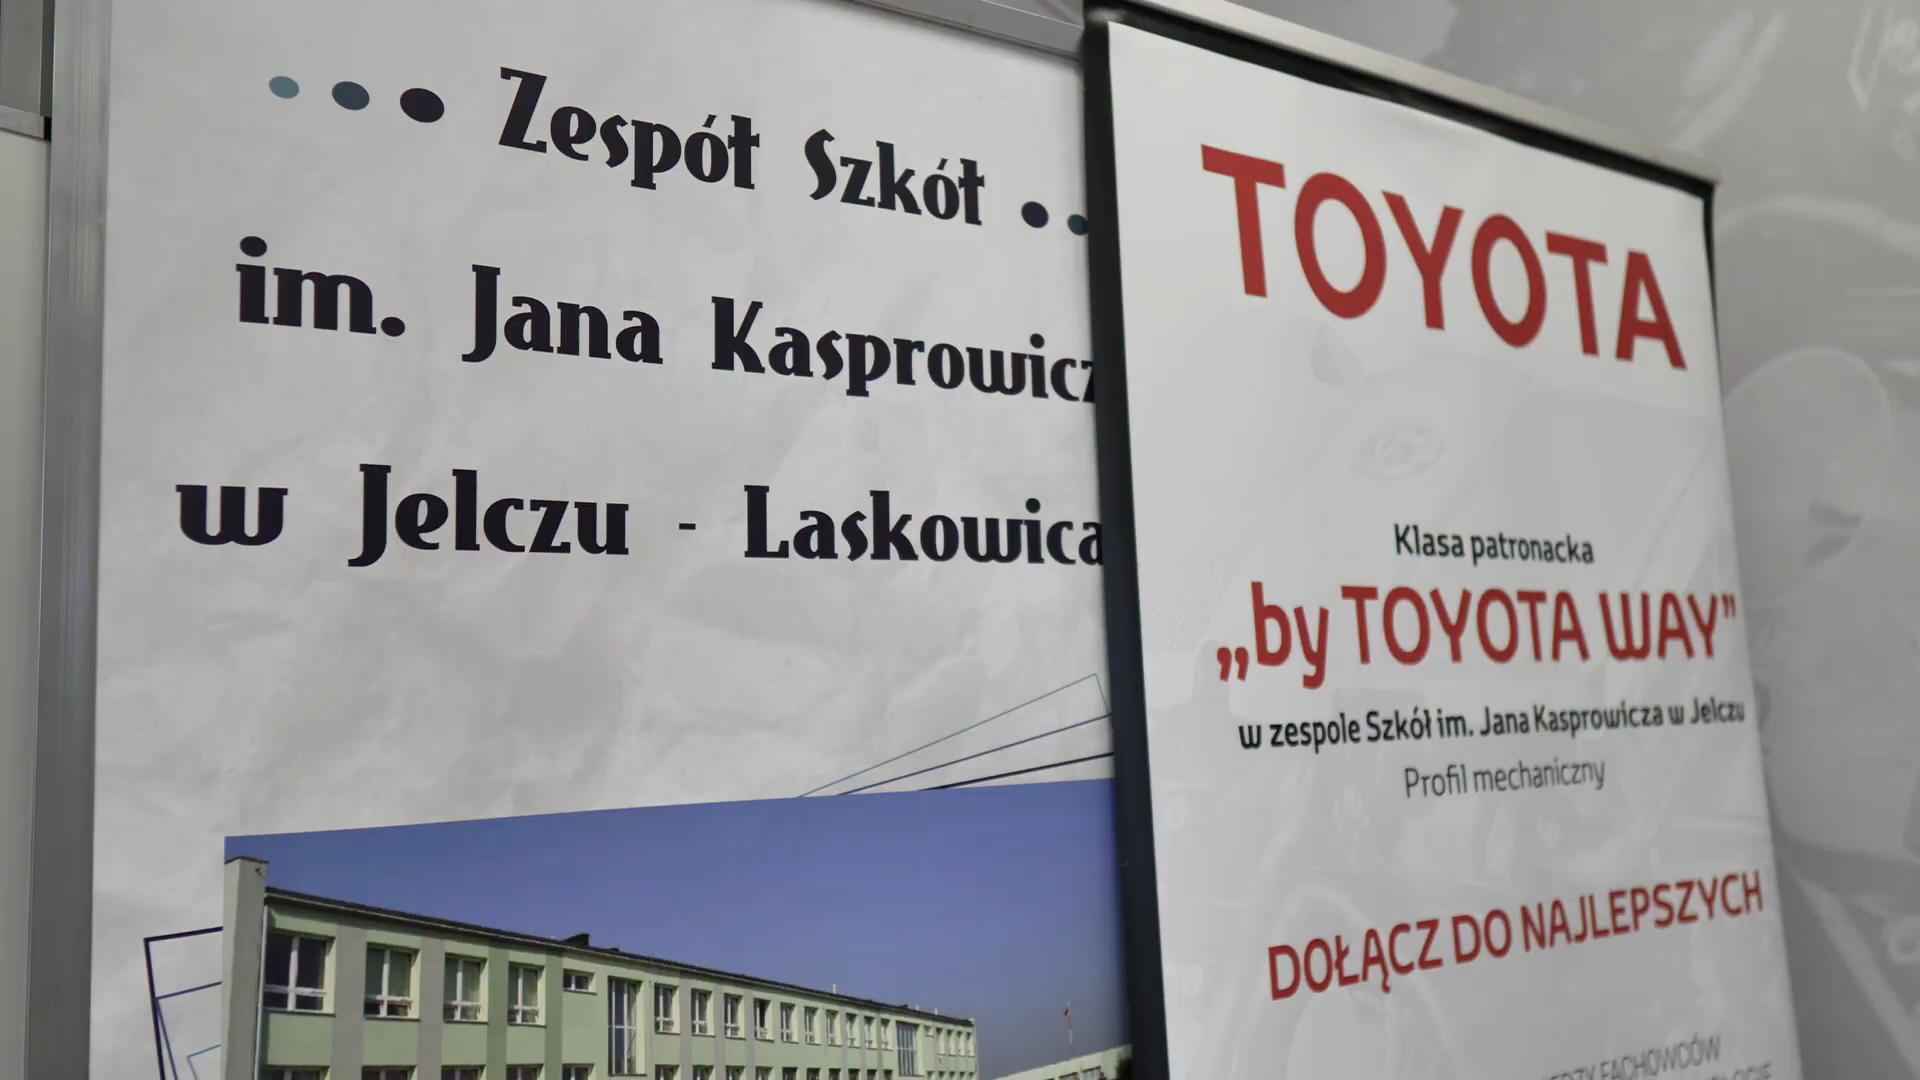 Zespół Szkół
im. Jana Kasprowicz
w Jelczu - Laskowica
TOYOTA
Klasa patronacka
„by TOYOTA WAY”
w zespole Szkół im. Jana Kasprowicza w Jelczu
Profil mechaniczny
DOŁĄCZ DO NAJLEPSZYCH
FACHOWCÓW